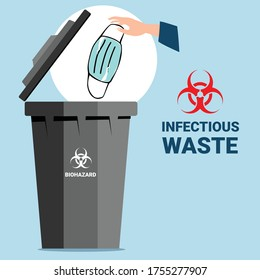 INFECTIOUS
WASTE
BIOHAZARD
shutterstock.com · 1755277907